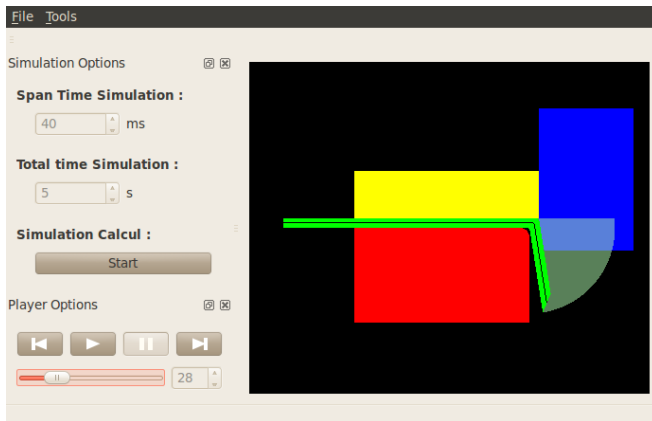 File Tools
Simulation Options
Span Time Simulation :
40 ms
Total time Simulation :
5 s
Simulation Calcul :
Start
Player Options
28